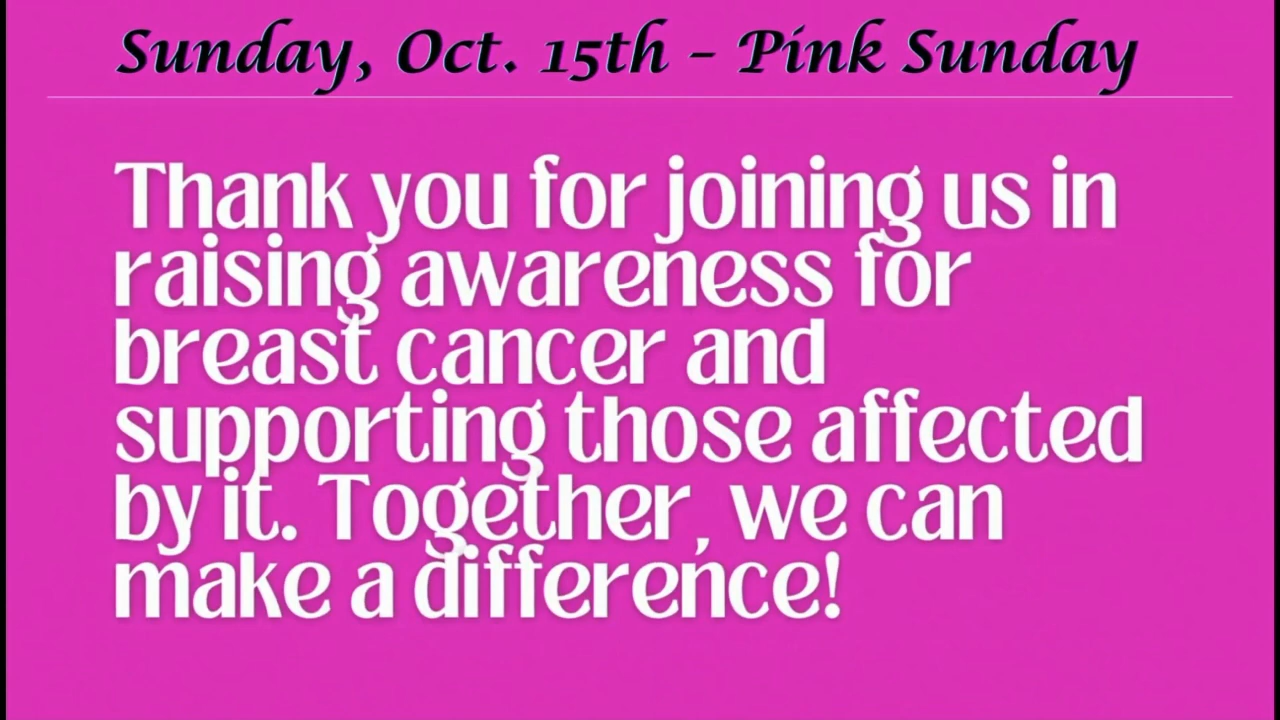 Sunday, Oct. 15th – Pink Sunday
Thank you for joining us in
raising awareness for
breast cancer and
supporting those affected
by it. Together, we can
make a difference!